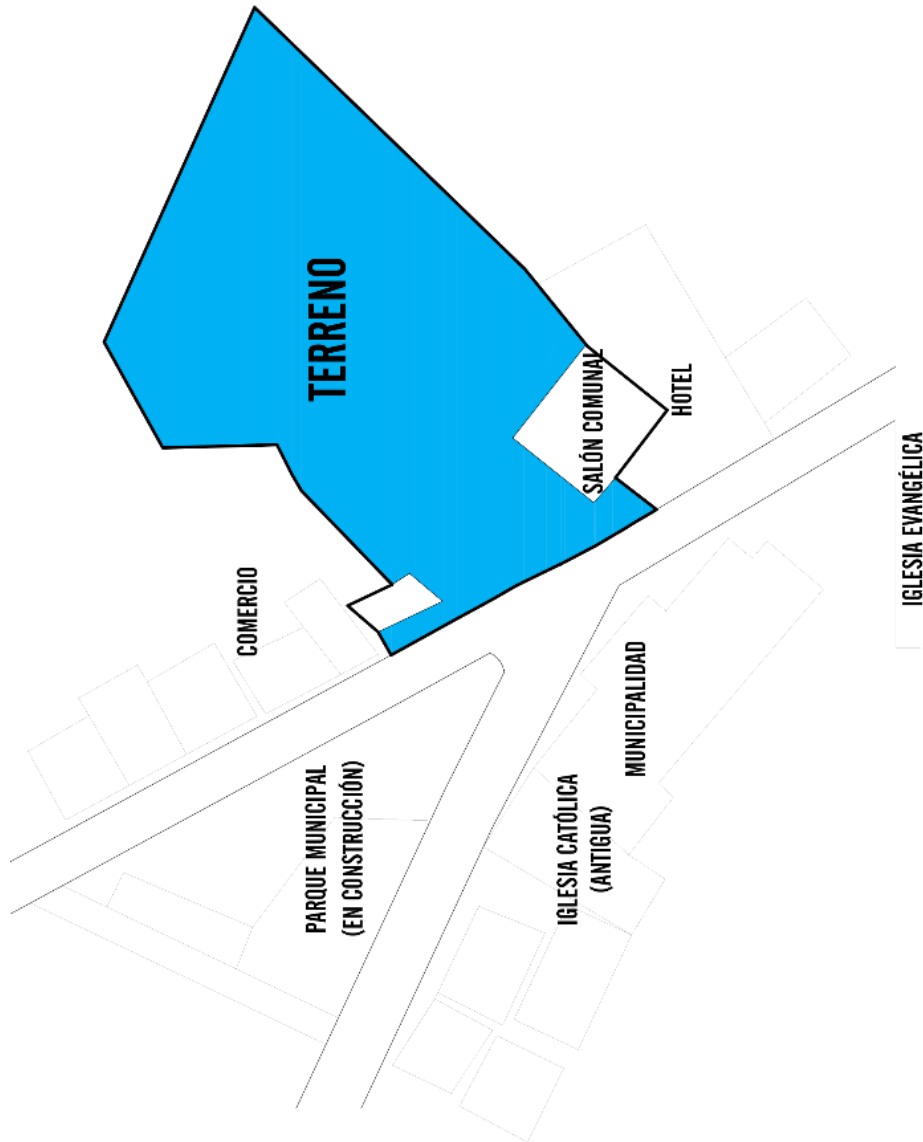 TERRENO
SALÓN COMUNAL
HOTEL
COMERCIO
IGLESIA EVANGÉLICA
MUNICIPALIDAD
PARQUE MUNICIPAL
(EN CONSTRUCCIÓN)
IGLESIA CATÓLICA
(ANTIGUA)